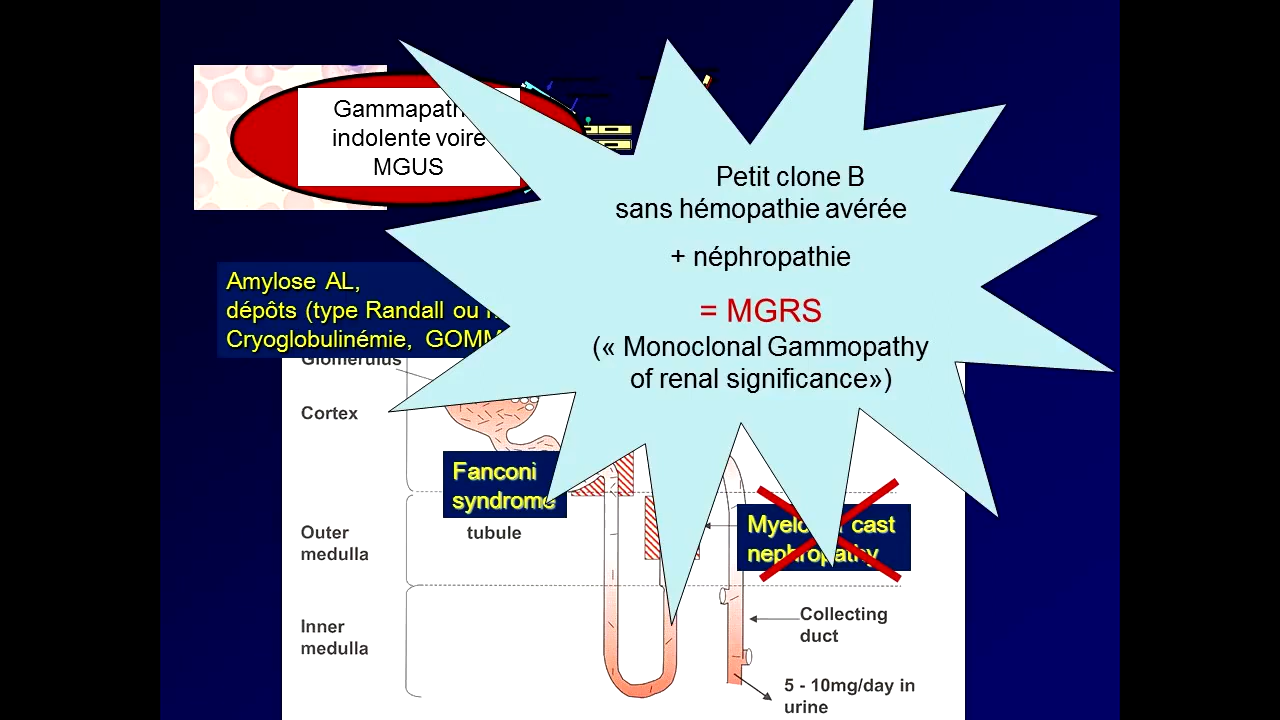 Gammapath
indolente voire
MGUS
Petit clone B
sans hémopathie avérée
+ néphropathie
= MGRS
(« Monoclonal Gammopathy
of renal significance»)
Amylose AL,
dépôts (type Randall ou
Cryoglobulinémie, GOMM
Glomerulus
Cortex
Fanconi
syndrome
tubule
Outer
medulla
cast
nephropathy
Inner
medulla
Collecting
duct
5 - 10mg/day in
urine